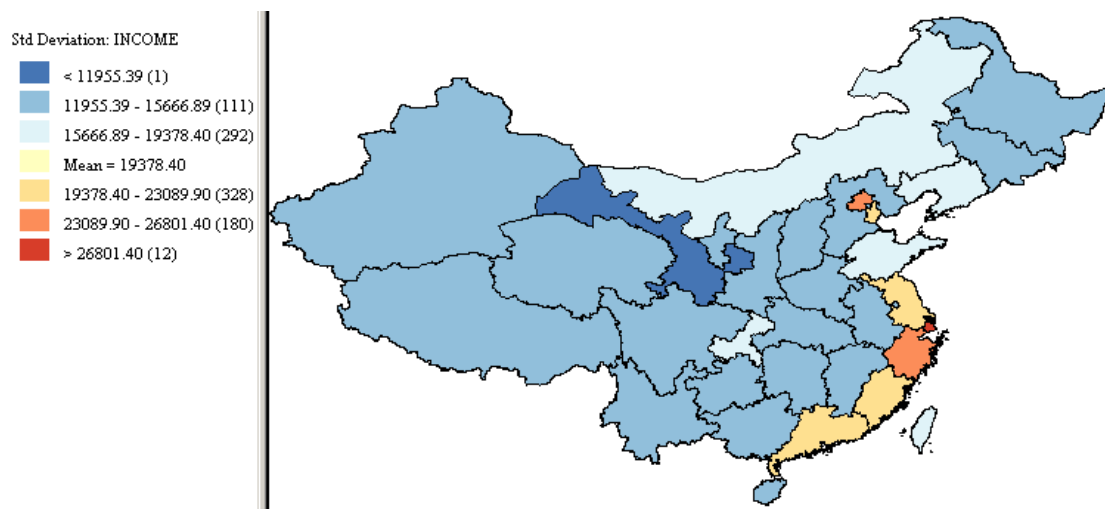 Std Deviation: INCOME
< 11955.39 (1)
11955.39 - 15666.89 (111)
15666.89 - 19378.40 (292)
Mean = 19378.40
19378.40 - 23089.90 (328)
23089.90 - 26801.40 (180)
> 26801.40 (12)